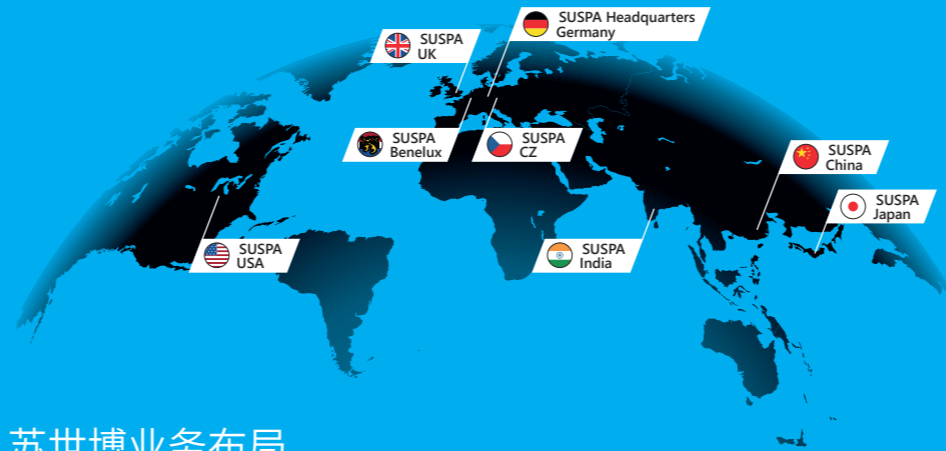 SUSPA Headquarters
Germany
SUSPA
UK
SUSPA
Benelux
SUSPA
CZ
SUSPA
China
SUSPA
Japan
SUSPA
USA
SUSPA
India
苏世博业务布局